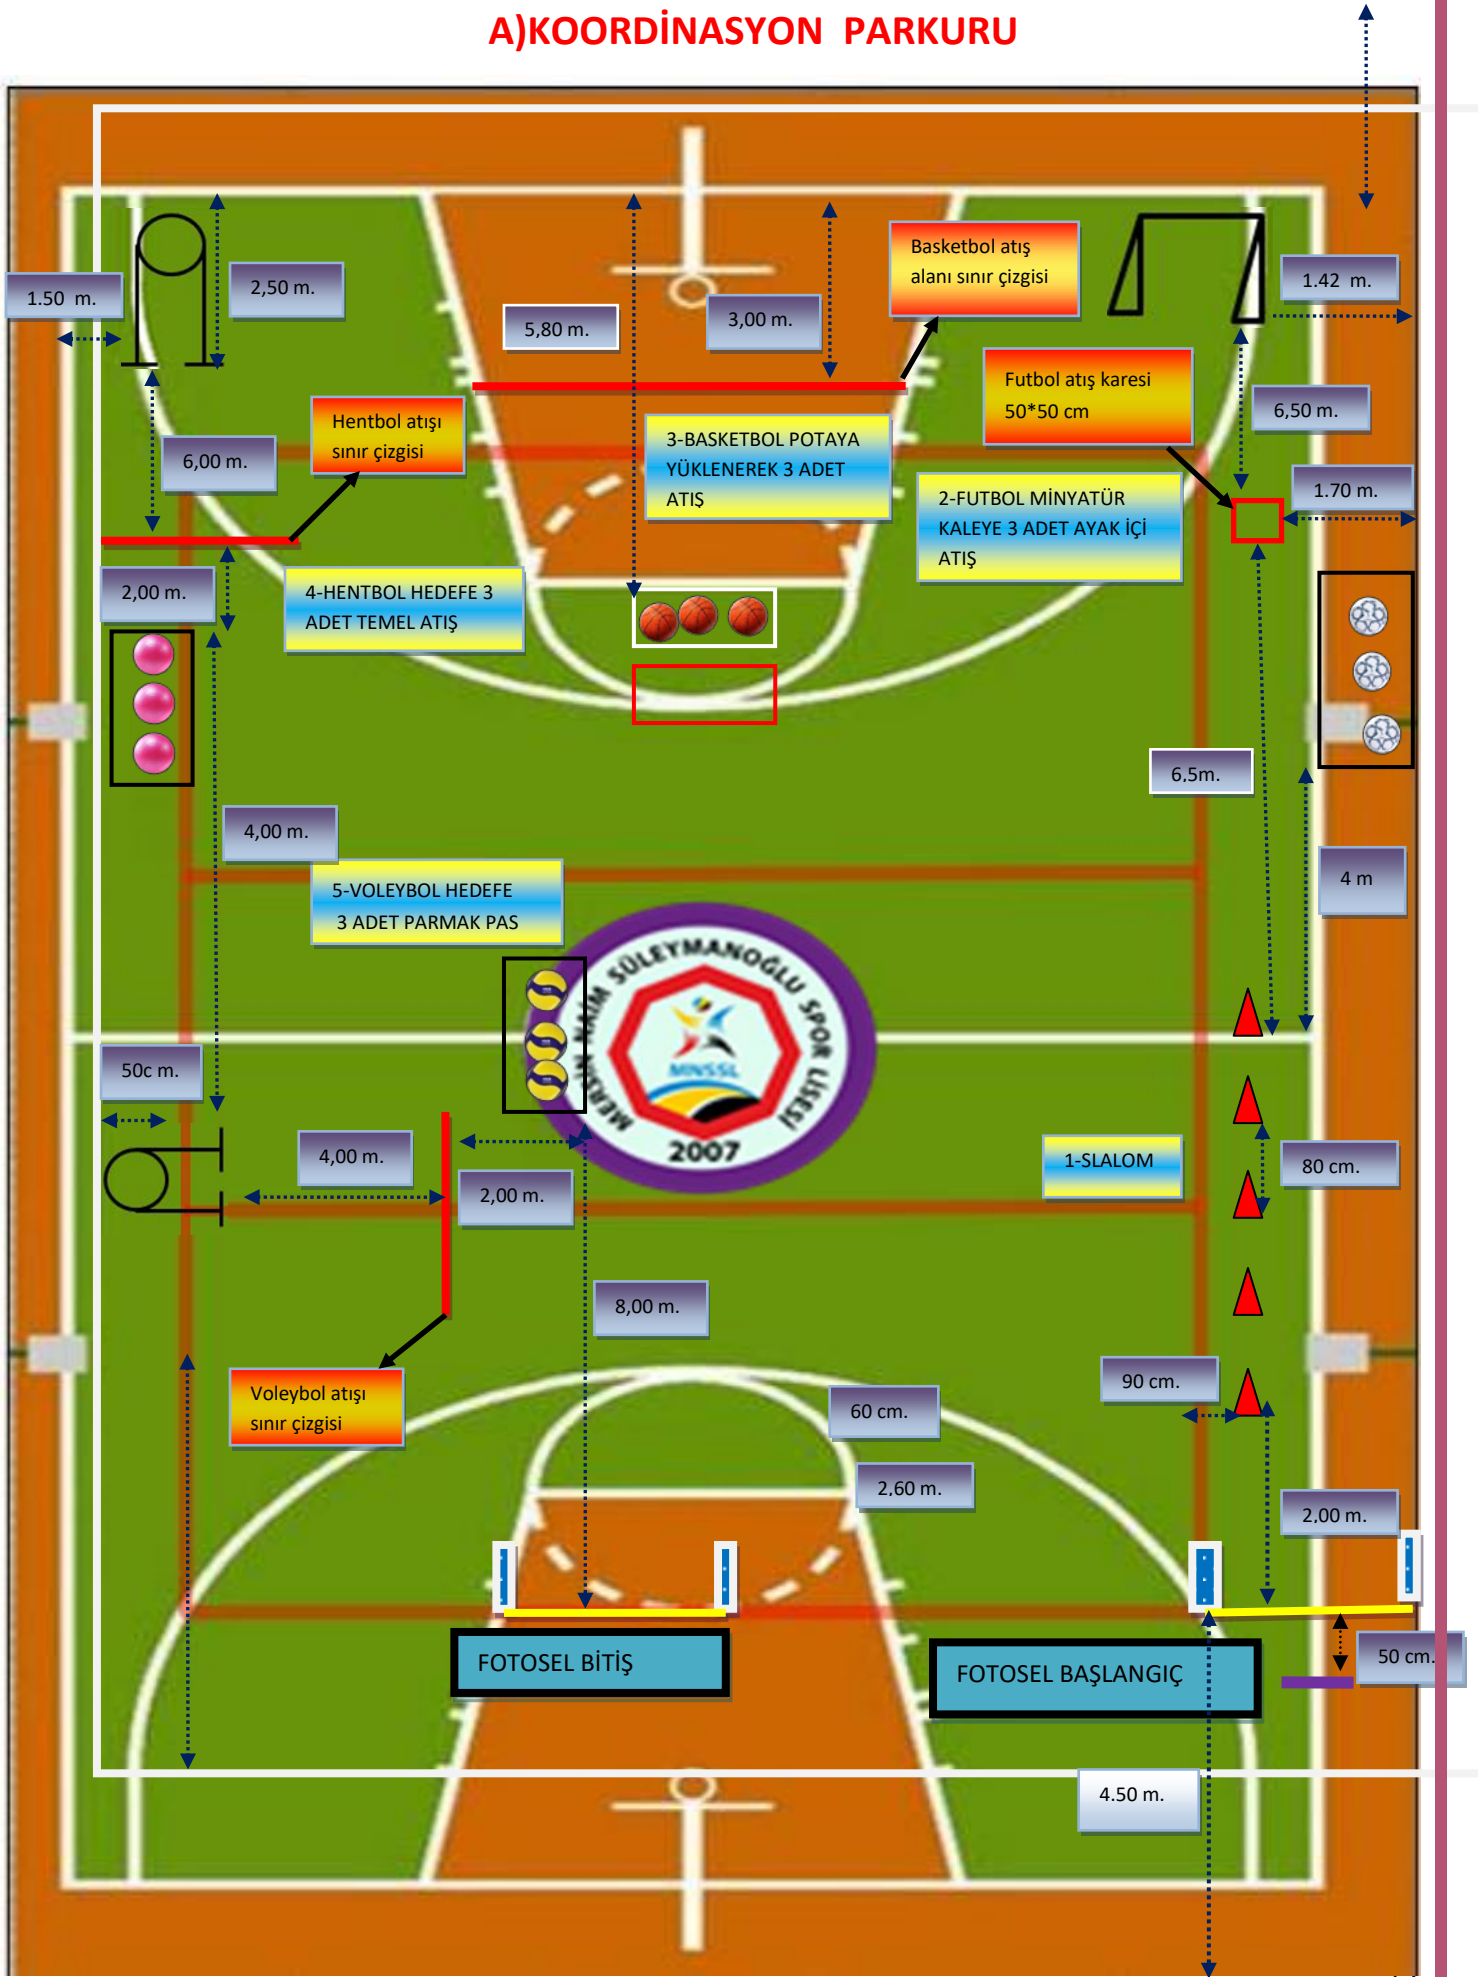 A)KOORDİNASYON PARKURU
1.50 m.
2,50 m.
5,80 m.
3,00 m.
Basketbol atış
alanı sınır çizgisi
1.42 m.
Hentbol atışı
sınır çizgisi
6,00 m.
3-BASKETBOL POTAYA
YÜKLENEREK 3 ADET
ATIŞ
Futbol atış karesi
50*50 cm
6,50 m.
2-FUTBOL MİNYATÜR
KALEYE 3 ADET AYAK İÇİ
ATIŞ
1.70 m.
2,00 m.
4-HENTBOL HEDEFE 3
ADET TEMEL ATIŞ
6.5m.
4,00 m.
4 m
5-VOLEYBOL HEDEFE
3 ADET PARMAK PAS
MERSİN NAİM SÜLEYMANOĞLU SPOR LİSESİ
MNSSL
2007
50c m.
4,00 m.
2,00 m.
1-SLALOM
80 cm.
8,00 m.
Voleybol atışı
sınır çizgisi
90 cm.
60 cm.
2.60 m.
2,00 m.
FOTOSEL BİTİŞ
FOTOSEL BAŞLANGIÇ
50 cm.
4.50 m.